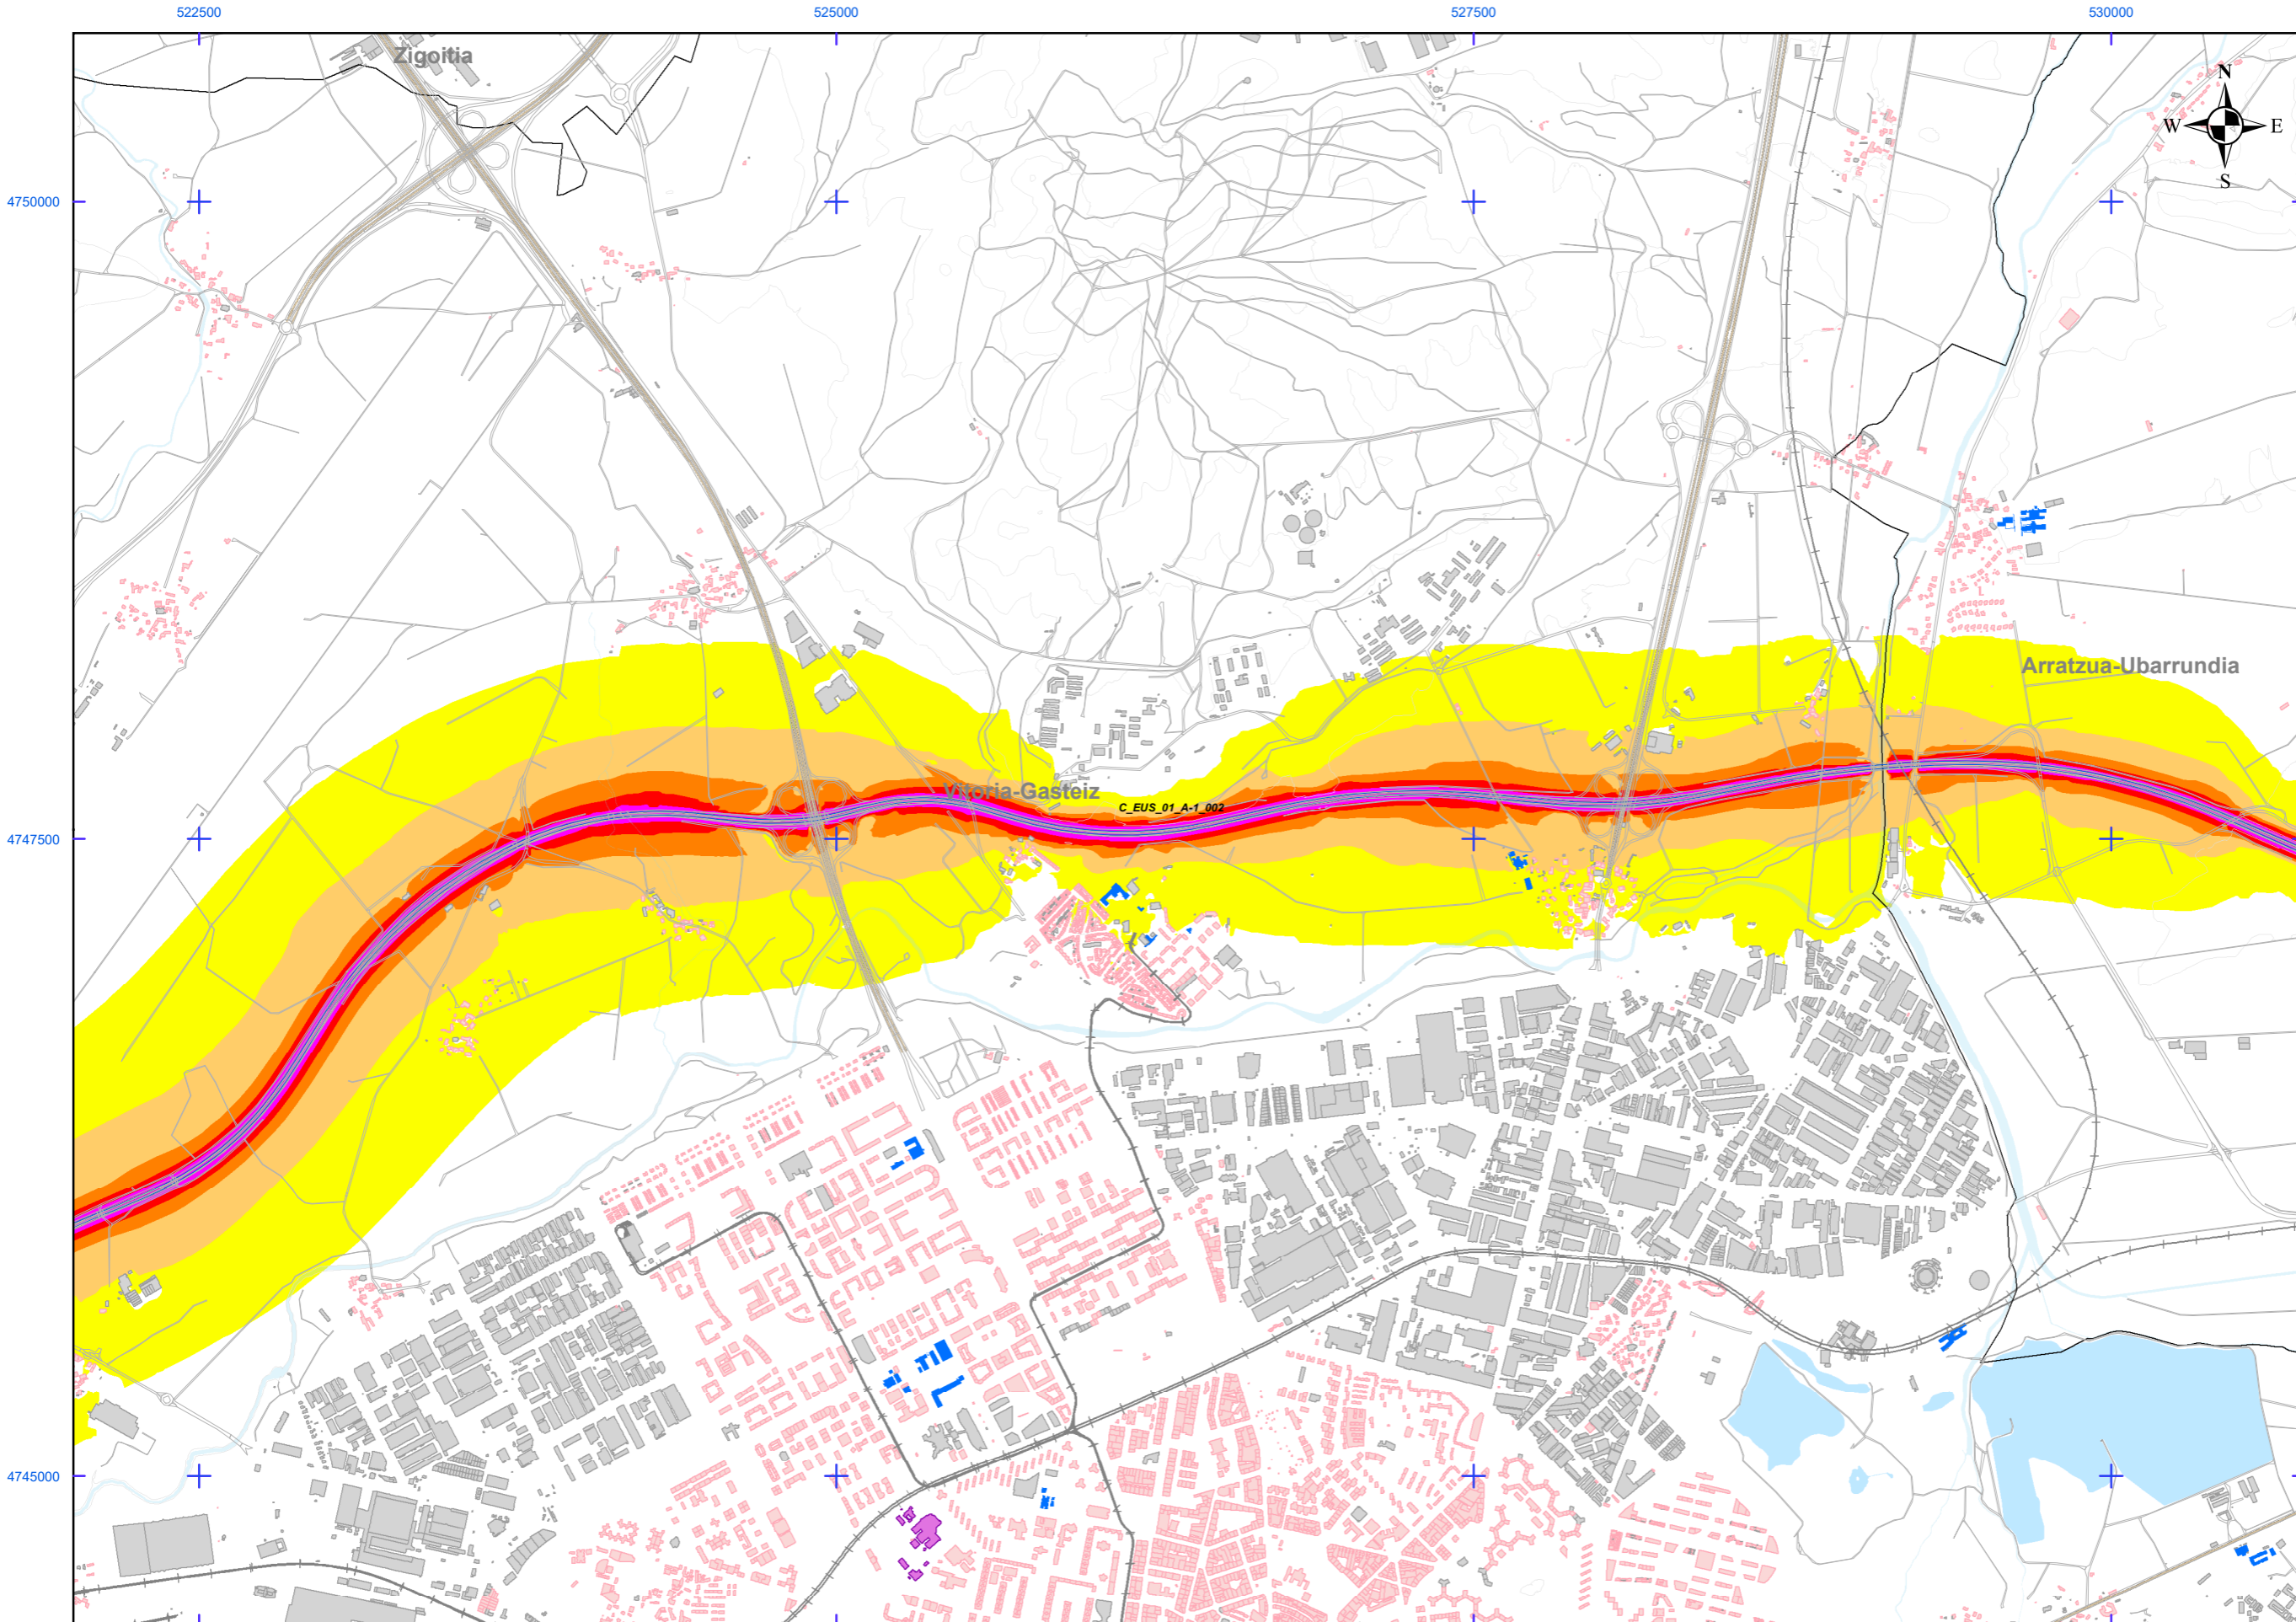 522500
525000
527500
530000
Zigoitia
N
W
E
S
4750000
Arratzua-Ubarrundia
Vitoria-Gasteiz
C_EUS_01_A-1_002
4747500
4745000